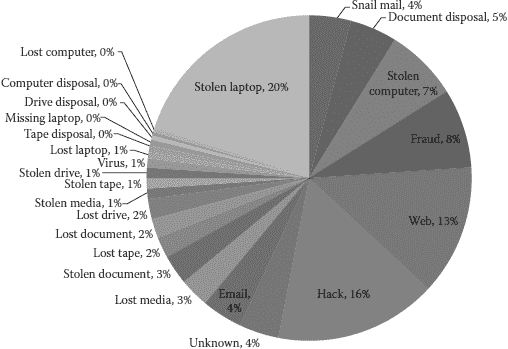 Snail mail, 4%
Document disposal, 5%
Stolen
computer, 7%
Fraud, 8%
Web, 13%
Hack, 16%
Email,
4%
Unknown, 4%
Lost media, 3%
Stolen document, 3%
Lost tape, 2%
Lost document, 2%
Lost drive, 2%
Stolen media, 1%
Stolen tape, 1%
Stolen drive, 1%
Virus, 1%
Lost laptop, 1%
Tape disposal, 0%
Missing laptop, 0%
Drive disposal, 0%
Computer disposal, 0%
Lost computer, 0%
Stolen laptop, 20%